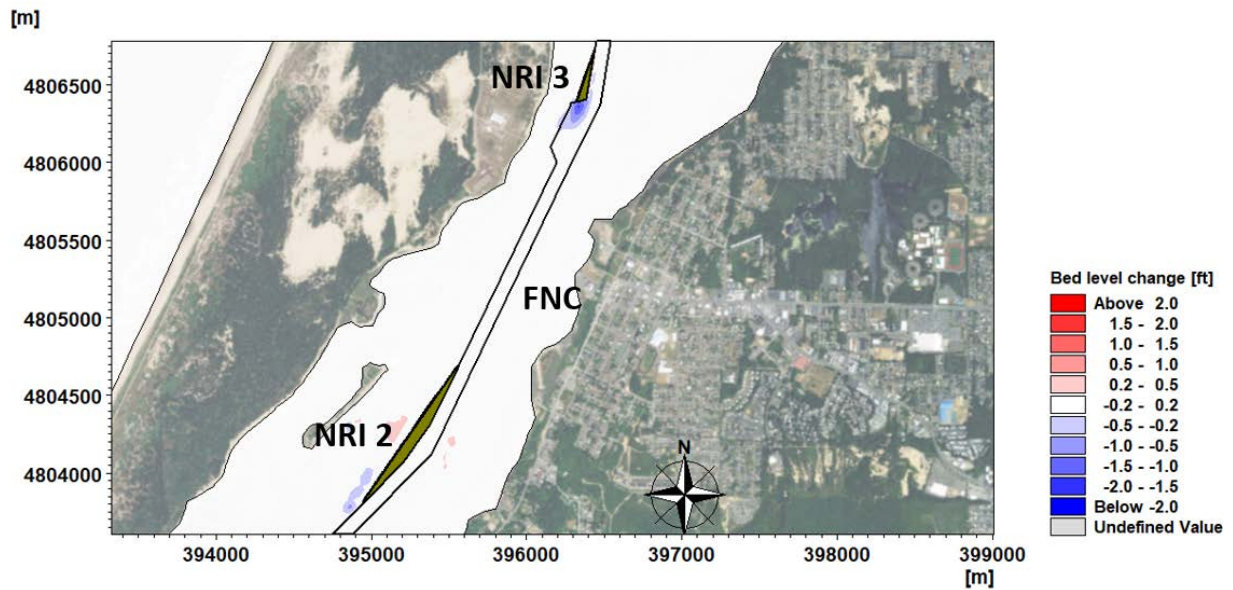 [m]
4806500
4806000
4805500
4805000
4804500
4804000
NRI 3
FNC
NRI 2
N
394000 395000 396000 397000 398000 399000
[m]
Bed level change [ft]
Above 2.0
1.5 - 2.0
1.0 - 1.5
0.5 - 1.0
0.2 - 0.5
-0.2 - 0.2
-0.5 - -0.2
-1.0 - -0.5
-1.5 - -1.0
-2.0 - -1.5
Below -2.0
Undefined Value